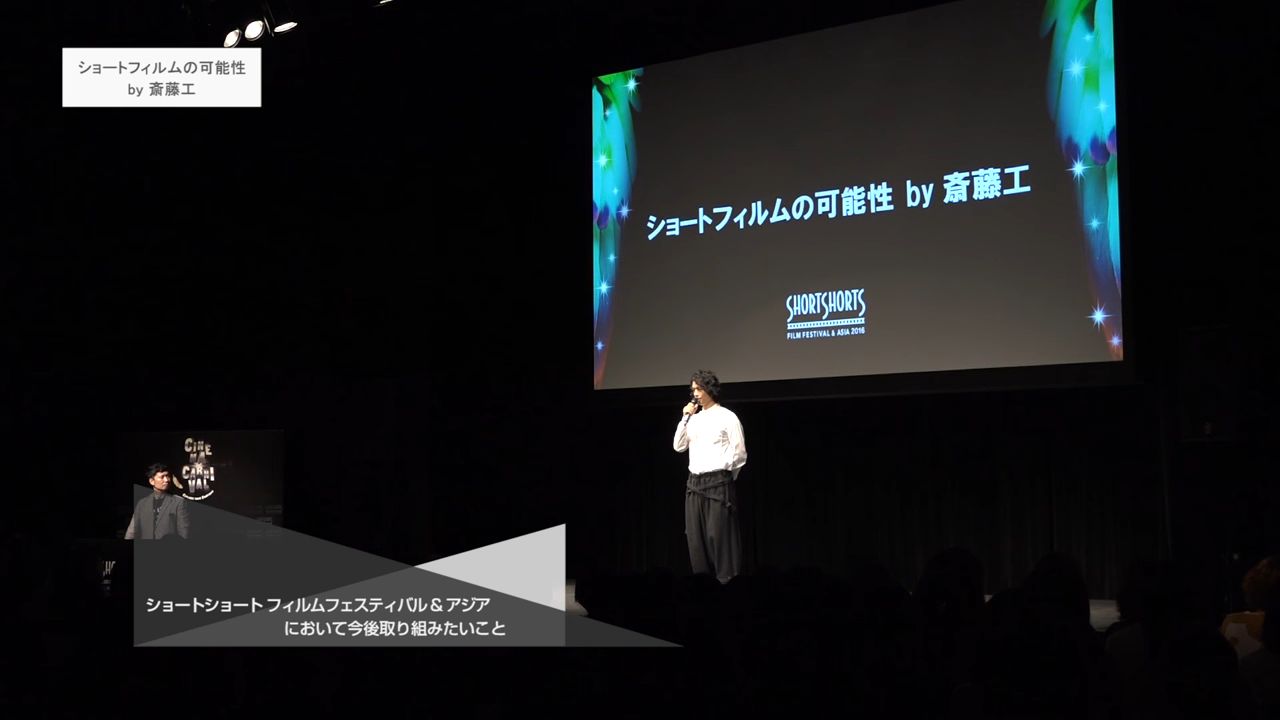 ショートフィルムの可能性
by 斎藤工
ショートフィルムの可能性 by 斎藤工
SHORTSHORTS
FILM FESTIVAL & ASIA 2016
CINE
MA
CARNI
VAL
ショートショート フィルムフェスティバル & アジア
において今後取り組みたいこと